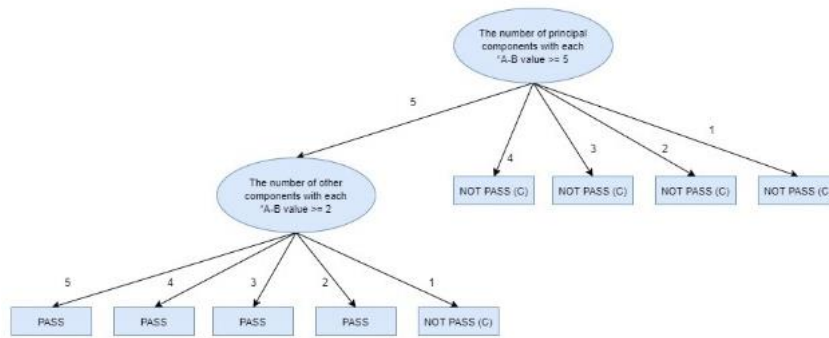 The number of principal
components with each
*A-B value >= 5
5
4
3
2
1
The number of other
components with each
*A-B value >= 2
NOT PASS (C)
NOT PASS (C)
NOT PASS (C)
NOT PASS (C)
5
4
3
2
1
PASS
PASS
PASS
PASS
NOT PASS (C)